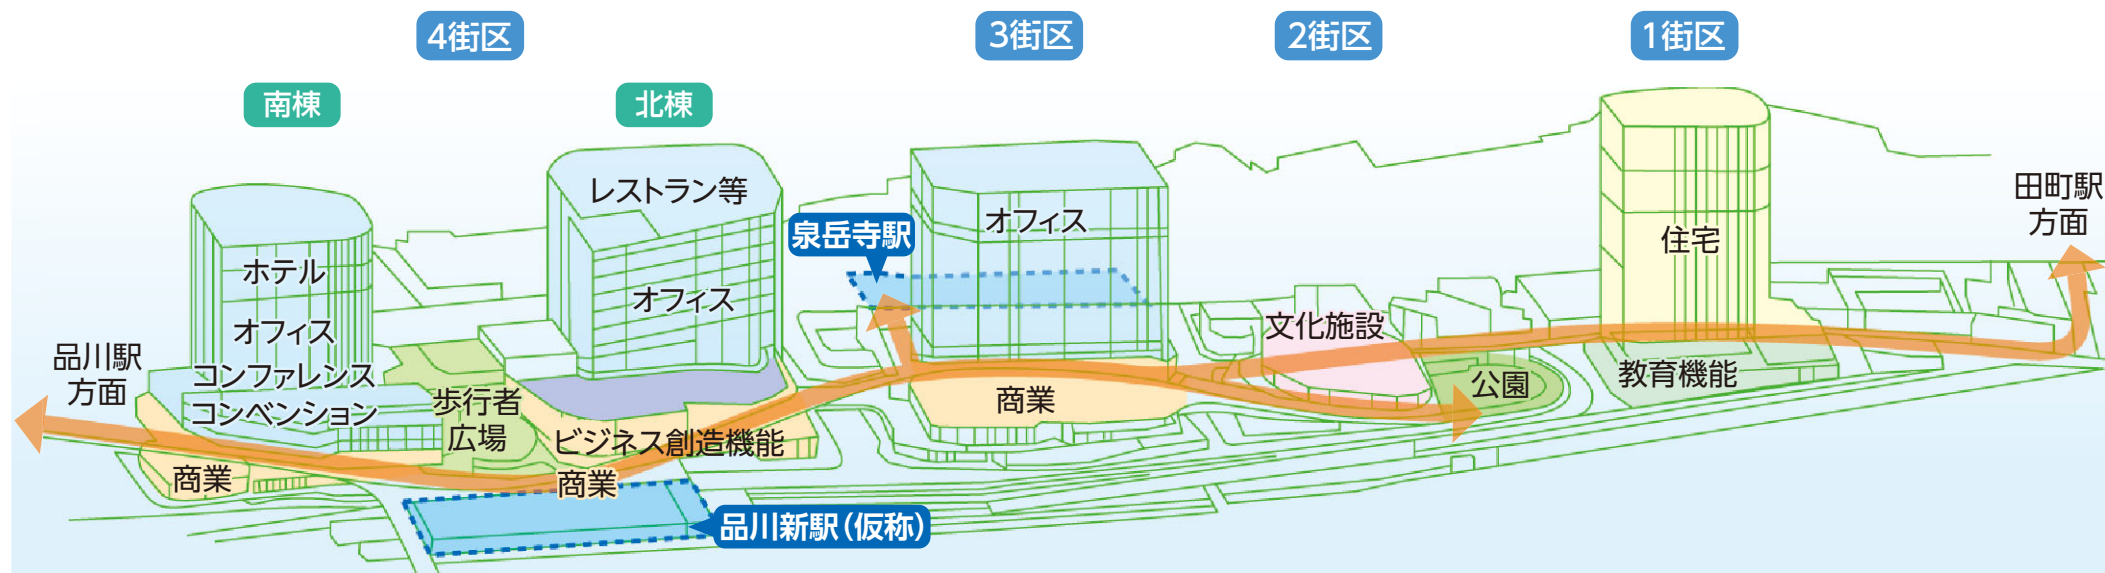 4街区
3街区
2街区
1街区
南棟
北棟
レストラン等
オフィス
泉岳寺駅
オフィス
住宅
田町駅
方面
ホテル
オフィス
コンファレンス
コンベンション
品川駅
方面
歩行者
広場
ビジネス創造機能
商業
商業
商業
文化施設
公園
教育機能
品川新駅(仮称)